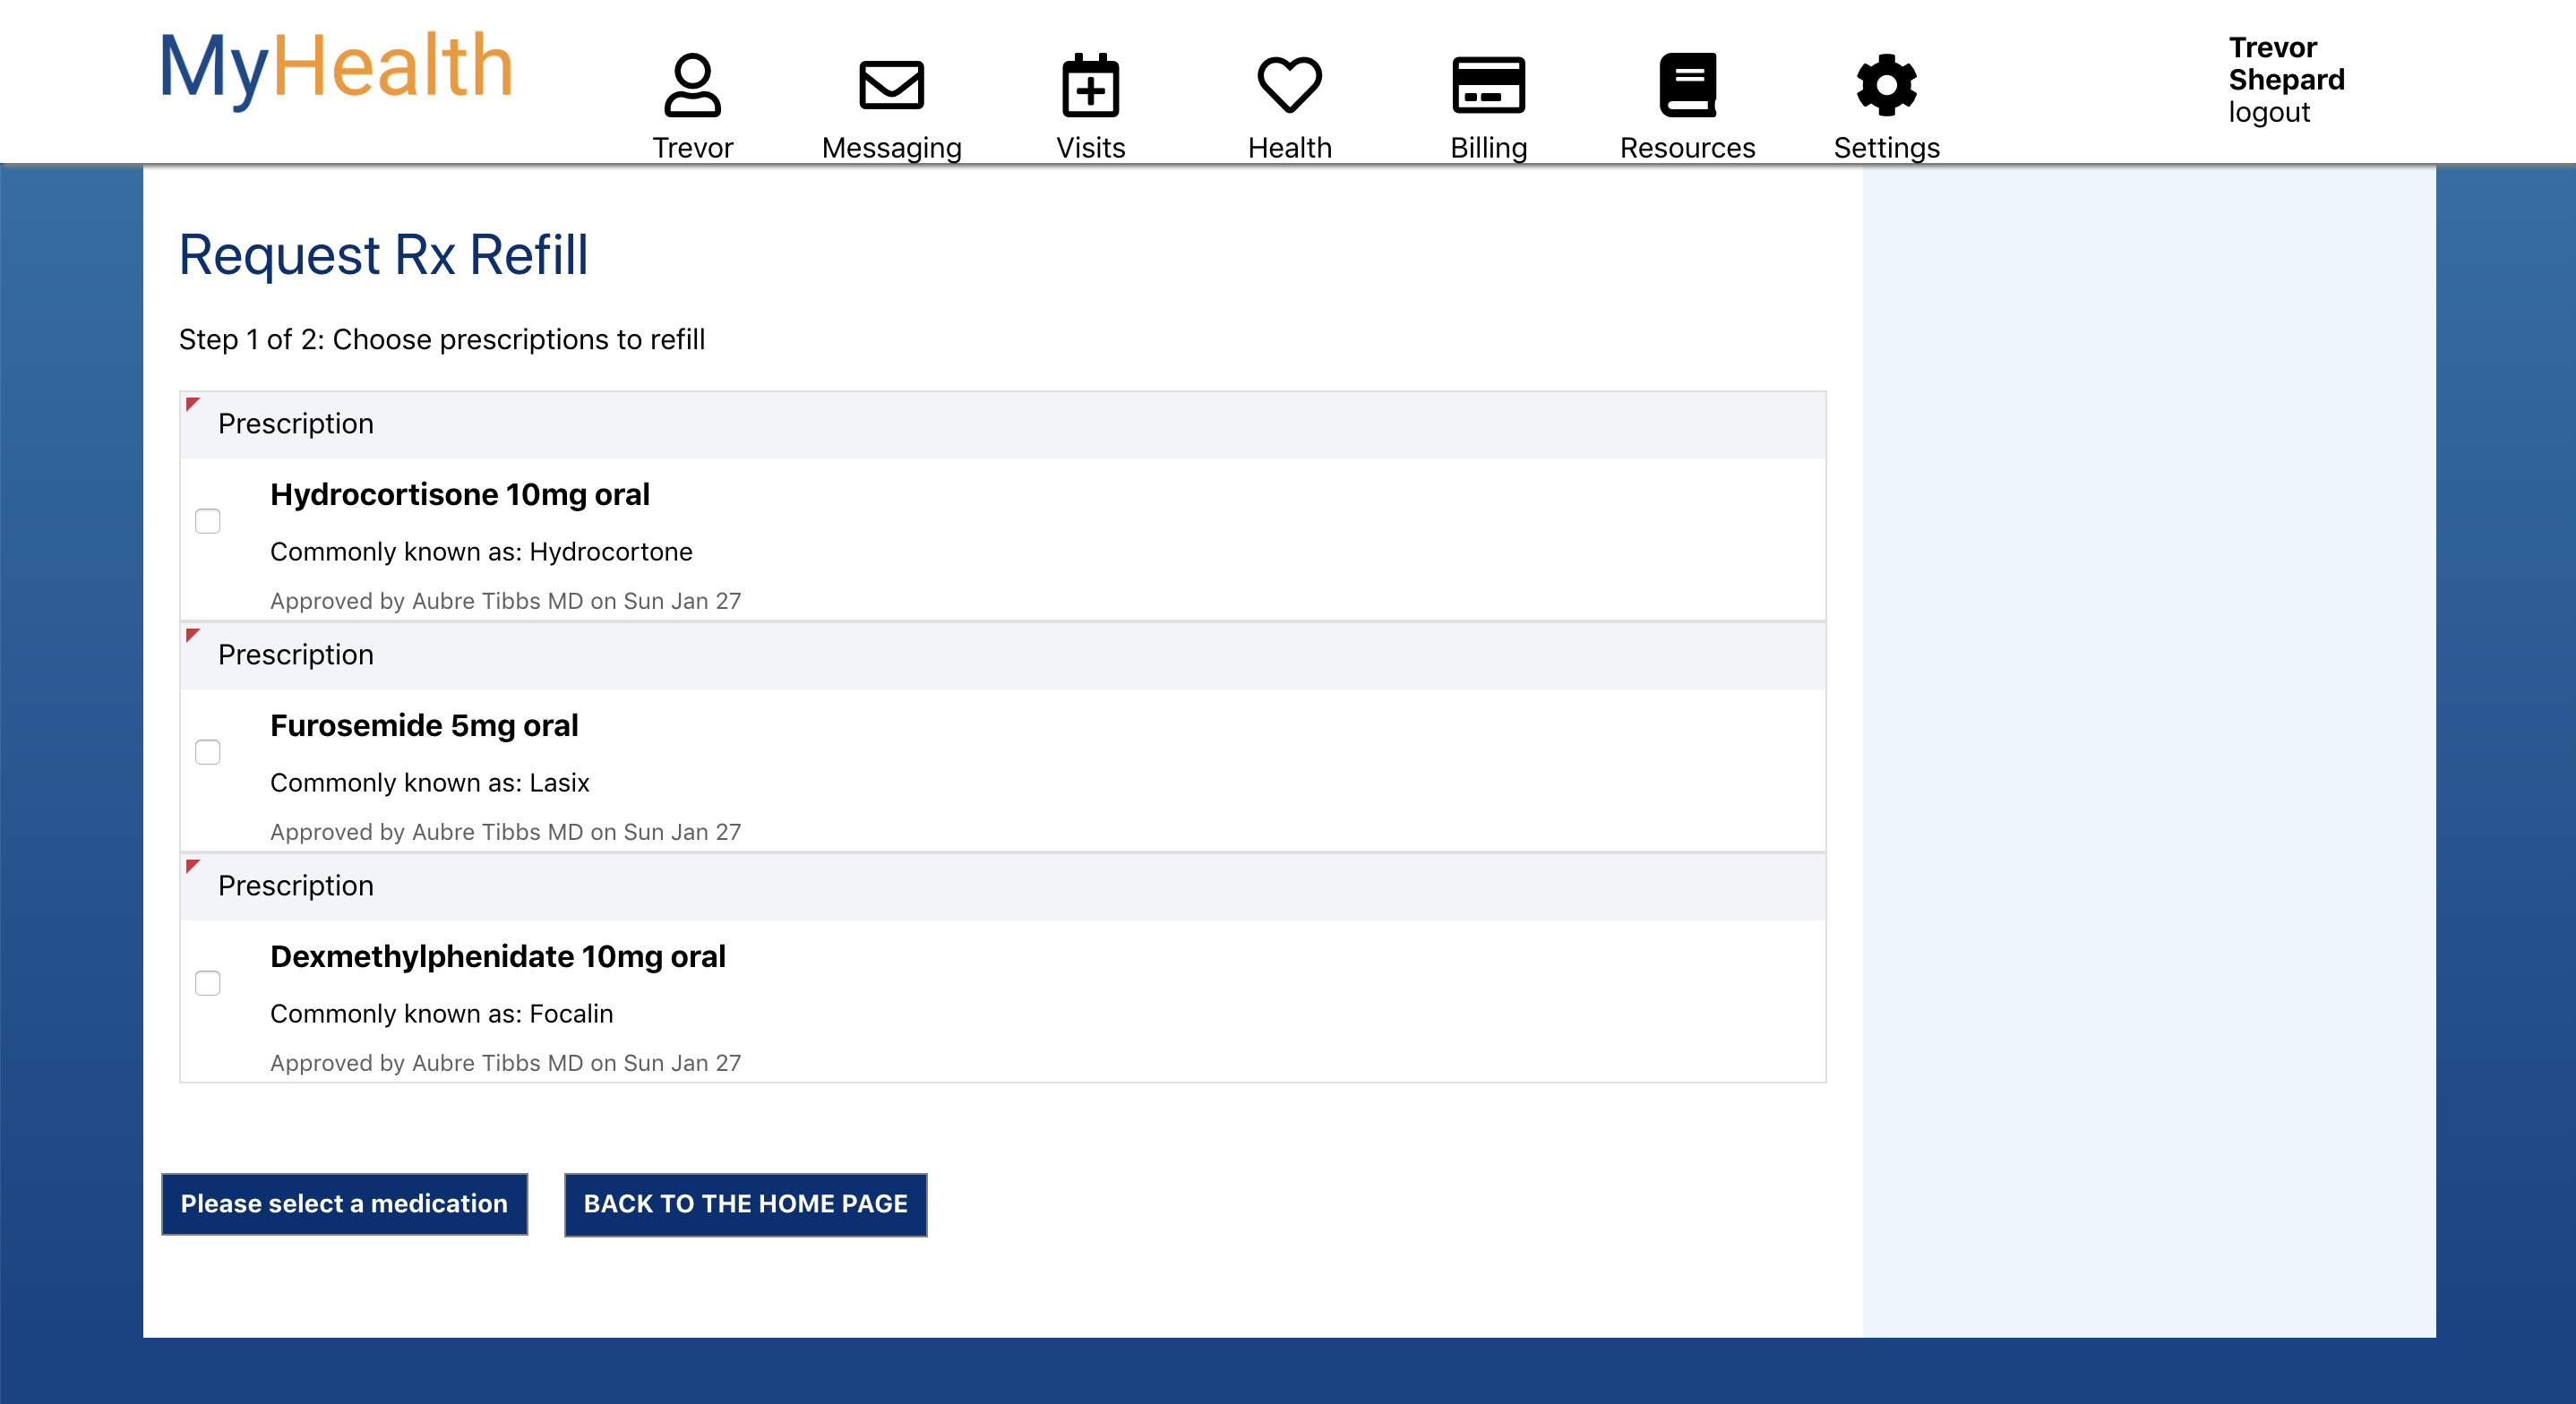 MyHealth
Trevor
Messaging
Visits
Health
Billing
Resources
Settings
Trevor
Shepard
logout
Request Rx Refill
Step 1 of 2: Choose prescriptions to refill
Prescription
Hydrocortisone 10mg oral
Commonly known as: Hydrocortone
Approved by Aubre Tibbs MD on Sun Jan 27
Prescription
Furosemide 5mg oral
Commonly known as: Lasix
Approved by Aubre Tibbs MD on Sun Jan 27
Prescription
Dexmethylphenidate 10mg oral
Commonly known as: Focalin
Approved by Aubre Tibbs MD on Sun Jan 27
Please select a medication
BACK TO THE HOME PAGE